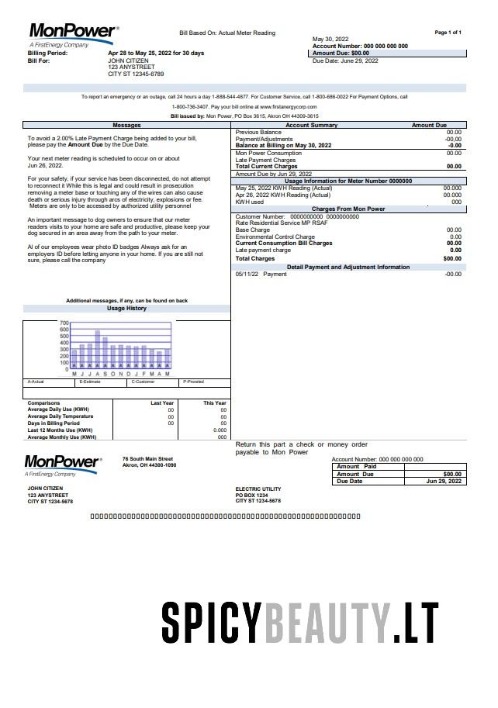 MonPower®
A FirstEnergy Company
Bill Based On: Actual Meter Reading
Page 1 of 1
May 30, 2022
Account Number: 000 000 000 000
Amount Due: $00.00
Due Date: June 29, 2022
Billing Period: Apr 28 to May 25, 2022 for 30 days
Bill For: JOHN CITIZEN
123 ANYSTREET
CITY ST 12345-6789
To report an emergency or an outage, call 24 hours a day 1-888-544-4877. For Customer Service, call 1-800-686-0022 For Payment Options, call
1-800-736-3407. Pay your bill online at www.firstenergycorp.com
Bill issued by: Mon Power, PO Box 3615, Akron OH 44309-3615
Messages
To avoid a 2.00% Late Payment Charge being added to your bill,
please pay the Amount Due by the Due Date.
Your next meter reading is scheduled to occur on or about
Jun 26, 2022.
For your safety, if your service has been disconnected, do not attempt
to reconnect it While this is legal and could result in prosecution
removing a meter base or touching any of the wires can also cause
death or serious injury through arcs of electricity, explosions or fee.
Meters are only to be accessed by authorized utility personnel
An important message to dog owners to ensure that our meter
readers visits to your home are safe and productive, please keep your
dog secured in an area away from the path to your meter.
Al of our employees wear photo ID badges Always ask for an
employers ID before letting anyone in your home. If you are still not
sure, please call the company
Additional messages, if any, can be found on back
Account Summary Amount Due
Previous Balance 00.00
Payment/Adjustments -00.00
Balance at Billing on May 30, 2022 -0.00
Mon Power Consumption 00.00
Late Payment Charges
Total Current Charges 00.00
Amount Due by Jun 29, 2022
Usage Information for Meter Number 0000000
May 25, 2022 KWH Reading (Actual) 00.000
Apr 26, 2022 KWH Reading (Actual) 00.000
KWH used 000
Charges From Mon Power
Customer Number: 0000000000 0000000000
Rate Residential Service MP RSAF
Base Charge 00.00
Environmental Control Charge 0.00
Current Consumption Bill Charges 00.00
Late payment charge 0.00
Total Charges $00.00
Detail Payment and Adjustment Information
05/11/22 Payment -00.00
Usage History
700
600
500
400
300
200
100
0
M J J A S O N D J F M A M
A-Actual E-Estimate C-Customer
Comparisons Last Year This Year
Average Daily Use (KWH) 00 00
Average Daily Temperature 00 00
Days in Billing Period 00 00
Last 12 Months Use (KWH) 0,000
Average Monthly Use (KWH) 000
Return this part a check or money order
payable to Mon Power
MonPower®
A FirstEnergy Company
76 South Main Street
Akron, OH 44309-1890
Account Number: 000 000 000 000
Amount Paid
Amount Due $00.00
Due Date Jun 29, 2022
JOHN CITIZEN
123 ANYSTREET
CITY ST 1234-5678
ELECTRIC UTILITY
PO BOX 1234
CITY ST 1234-5678
SPICYBEAUTY.LT